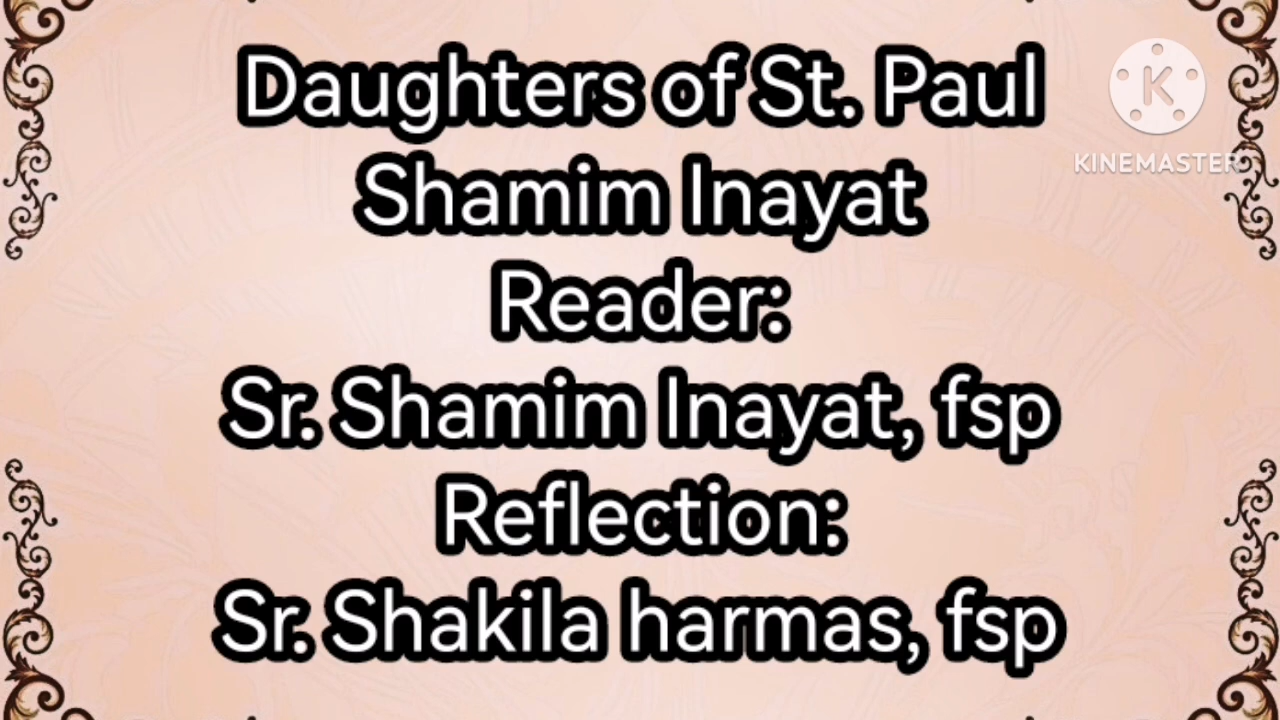 Daughters of St. Paul
Shamim Inayat
Reader:
Sr. Shamim Inayat, fsp
Reflection:
Sr. Shakila harmas, fsp
K
KINEMASTER